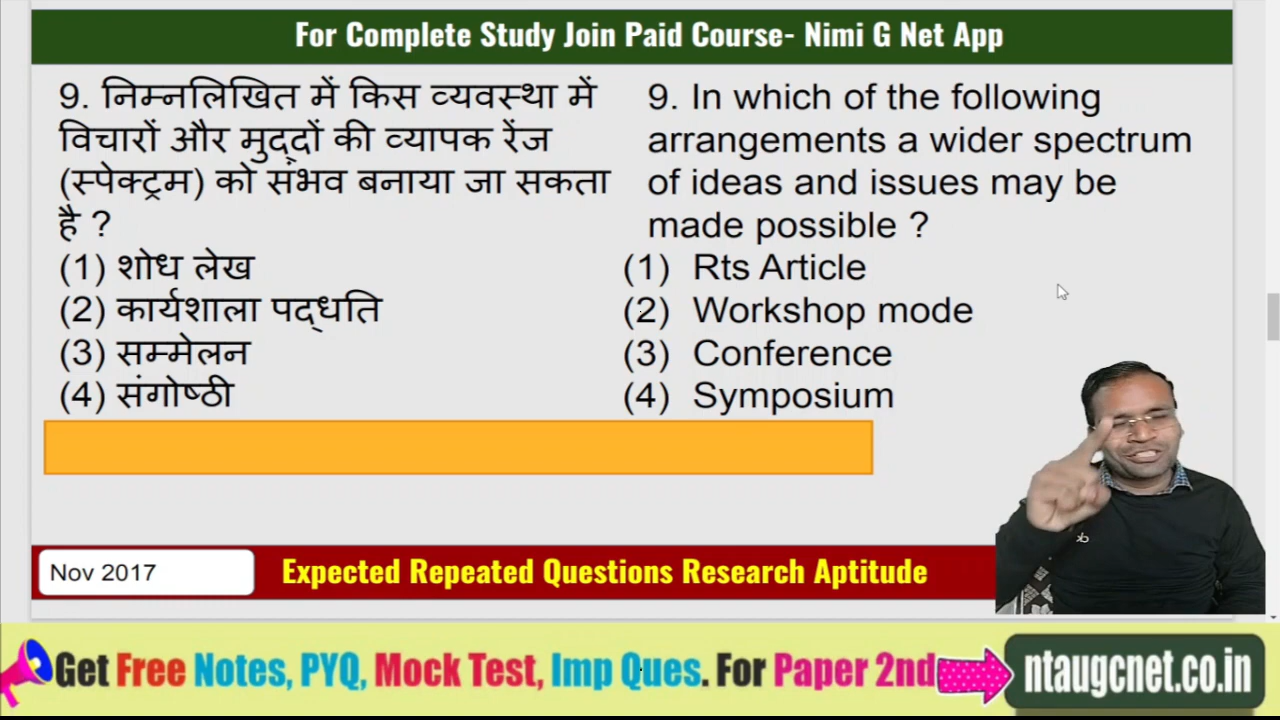 For Complete Study Join Paid Course- Nimi G Net App
9. निम्नलिखित में किस व्यवस्था में
विचारों और मुद्दों की व्यापक रेंज
(स्पेक्ट्रम) को संभव बनाया जा सकता
है ?
(1) शोध लेख
(2) कार्यशाला पद्धति
(3) सम्मेलन
(4) संगोष्ठी
9. In which of the following
arrangements a wider spectrum
of ideas and issues may be
made possible ?
(1) Rts Article
(2) Workshop mode
(3) Conference
(4) Symposium
Nov 2017
Expected Repeated Questions Research Aptitude
Get Free Notes, PYQ, Mock Test, Imp Ques. For Paper 2nd
ntaugcnet.co.in